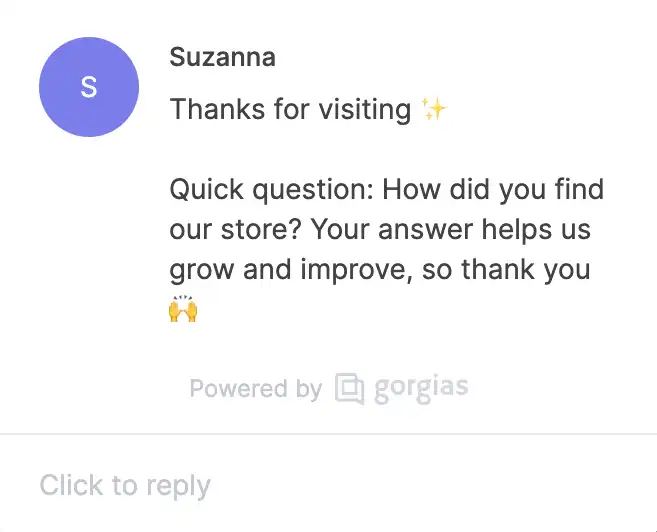 S
Suzanna
Thanks for visiting ✨
Quick question: How did you find
our store? Your answer helps us
grow and improve, so thank you
🙌
Powered by gorgias
Click to reply